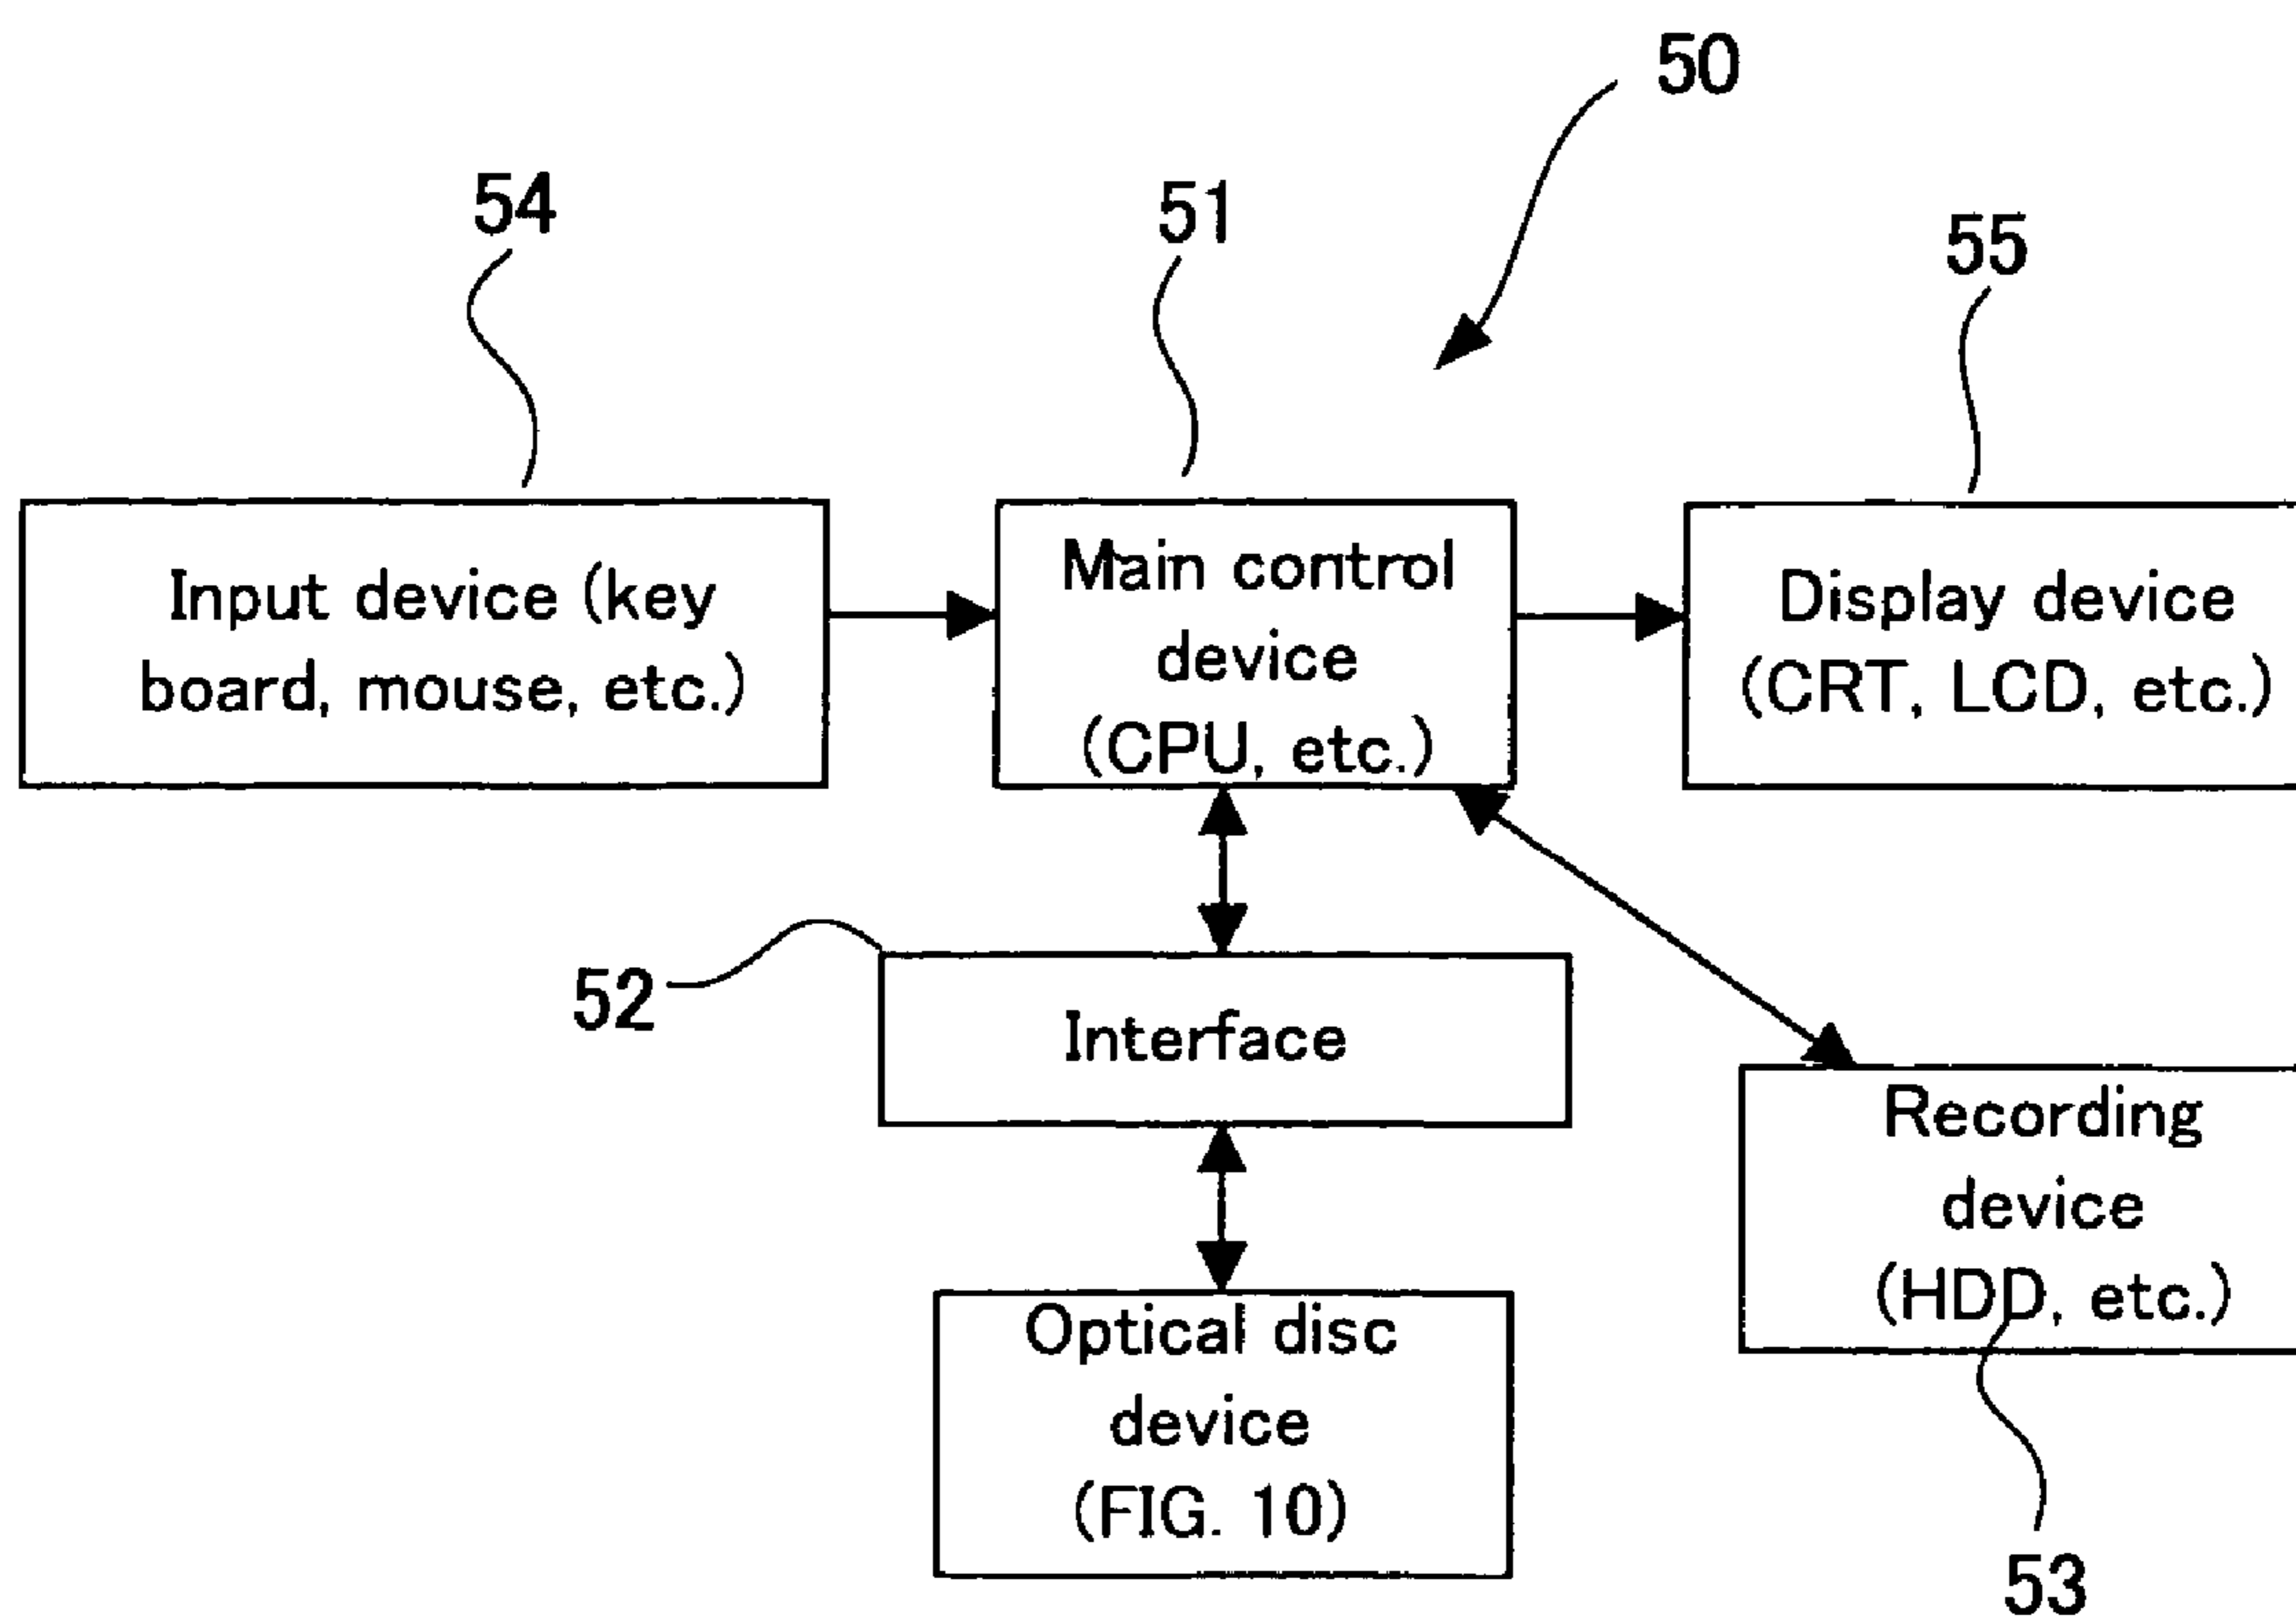 50
54
51
55
Input device (key
board, mouse, etc.)
Main control
device
(CPU, etc.)
Display device
(CRT, LCD, etc.)
52
Interface
Recording
device
(HDD, etc.)
Optical disc
device
(FIG. 10)
53